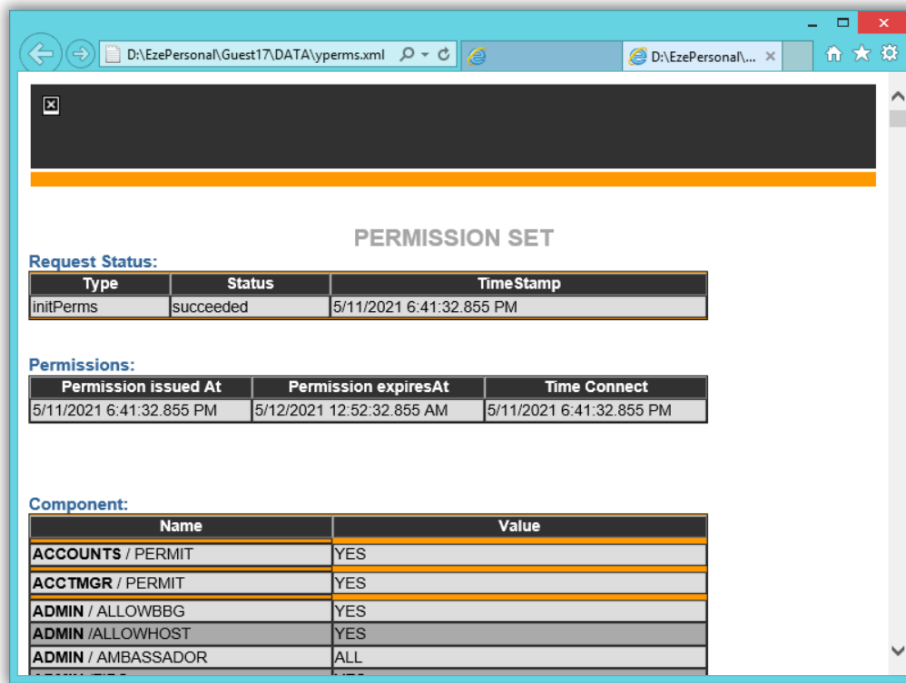 D:\EzePersonal\Guest17\DATA\yperms.xml
D:\EzePersonal\...
PERMISSION SET
Request Status:
Type Status TimeStamp
initPerms succeeded 5/11/2021 6:41:32.855 PM
Permissions:
Permission issued At Permission expiresAt Time Connect
5/11/2021 6:41:32.855 PM 5/12/2021 12:52:32.855 AM 5/11/2021 6:41:32.855 PM
Component:
Name Value
ACCOUNTS / PERMIT YES
ACCTMGR / PERMIT YES
ADMIN / ALLOWBBG YES
ADMIN /ALLOWHOST YES
ADMIN / AMBASSADOR ALL